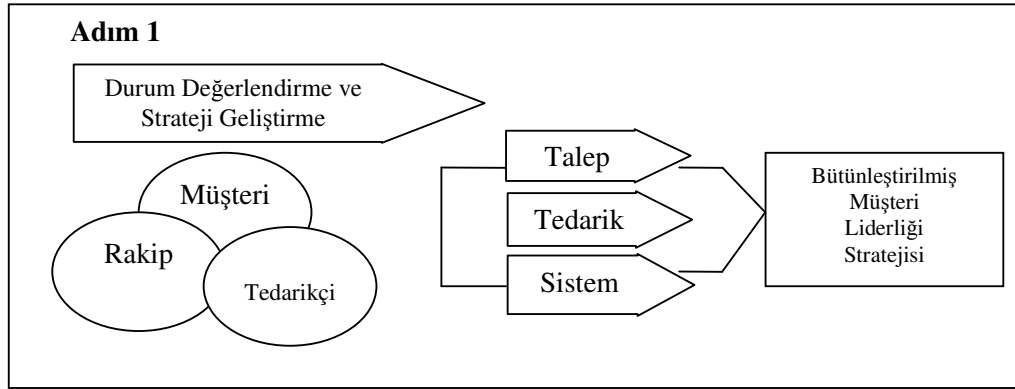 Adım 1
Durum Değerlendirme ve
Strateji Geliştirme
Müşteri
Rakip
Tedarikçi
Talep
Tedarik
Sistem
Bütünleştirilmiş
Müşteri
Liderliği
Stratejisi